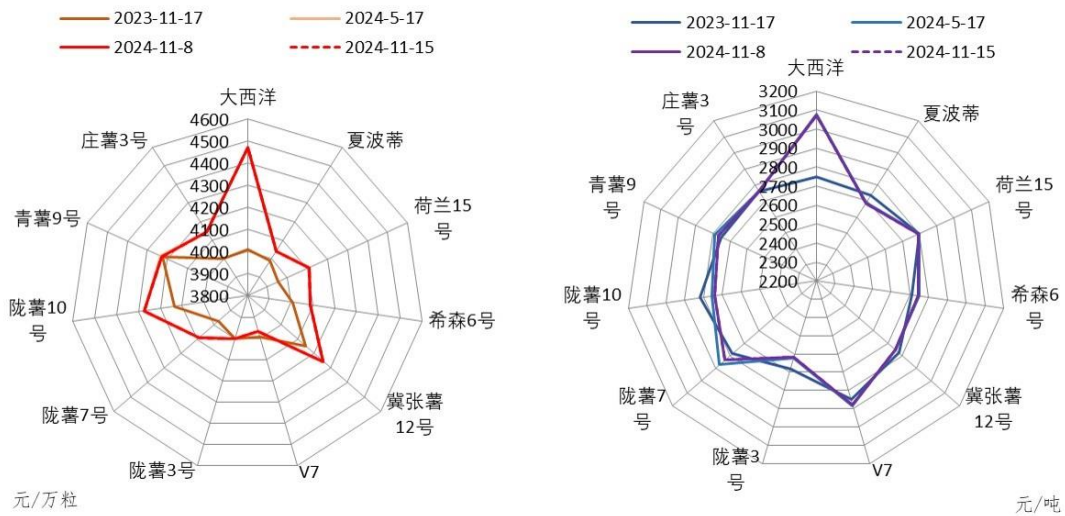 2023-11-17
2024-5-17
2024-11-8
2024-11-15
大西洋
夏波蒂
荷兰15
号
希森6号
冀张薯
12号
V7
陇薯3号
陇薯7号
陇薯10
号
青薯9号
庄薯3号
4600
4500
4400
4300
4200
4100
4000
3900
3800
元/万粒
2023-11-17
2024-5-17
2024-11-8
2024-11-15
大西洋
夏波蒂
荷兰15
号
希森6
号
冀张薯
12号
V7
陇薯3
号
陇薯7
号
陇薯10
号
青薯9
号
庄薯3
号
3200
3100
3000
2900
2800
2700
2600
2500
2400
2300
2200
元/吨